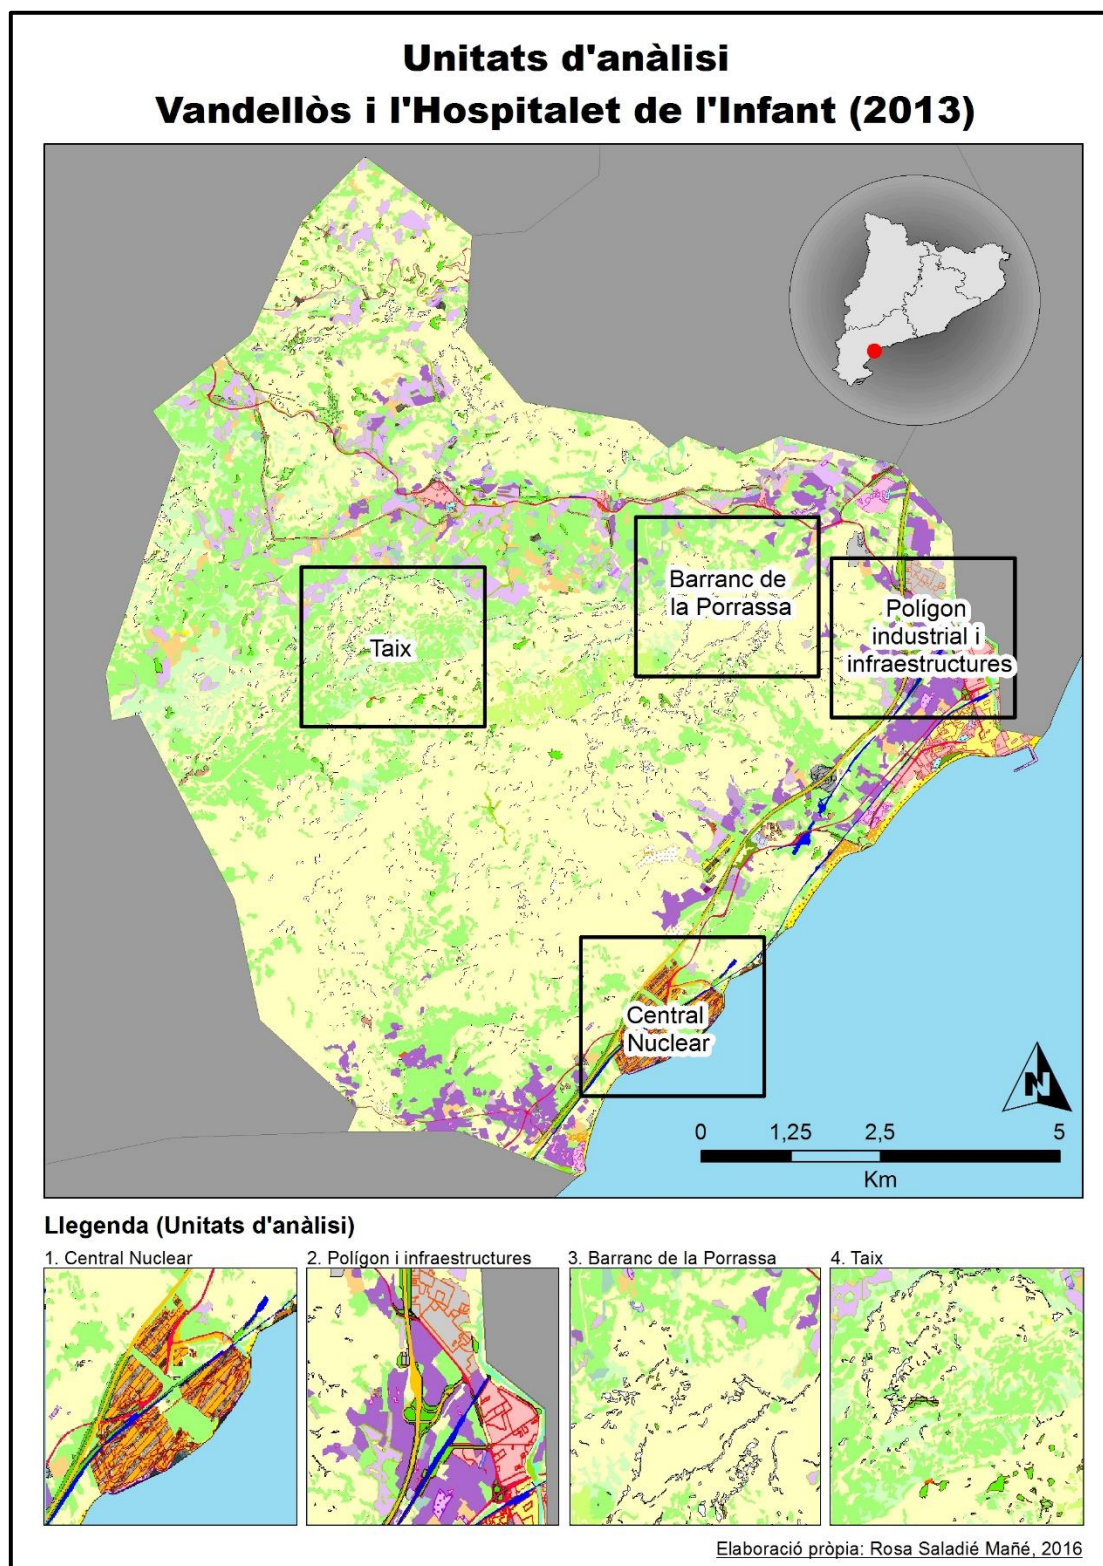 Unitats d'anàlisi
Vandellòs i l'Hospitalet de l'Infant (2013)
Barranc de
la Porrassa
Polígon
industrial i
infraestructures
Taix
Central
Nuclear
N
0 1,25 2,5 5
Km
Llegenda (Unitats d'anàlisi)
1. Central Nuclear
2. Polígon i infraestructures
3. Barranc de la Porrassa
4. Taix
Elaboració pròpia: Rosa Saladié Mañé, 2016